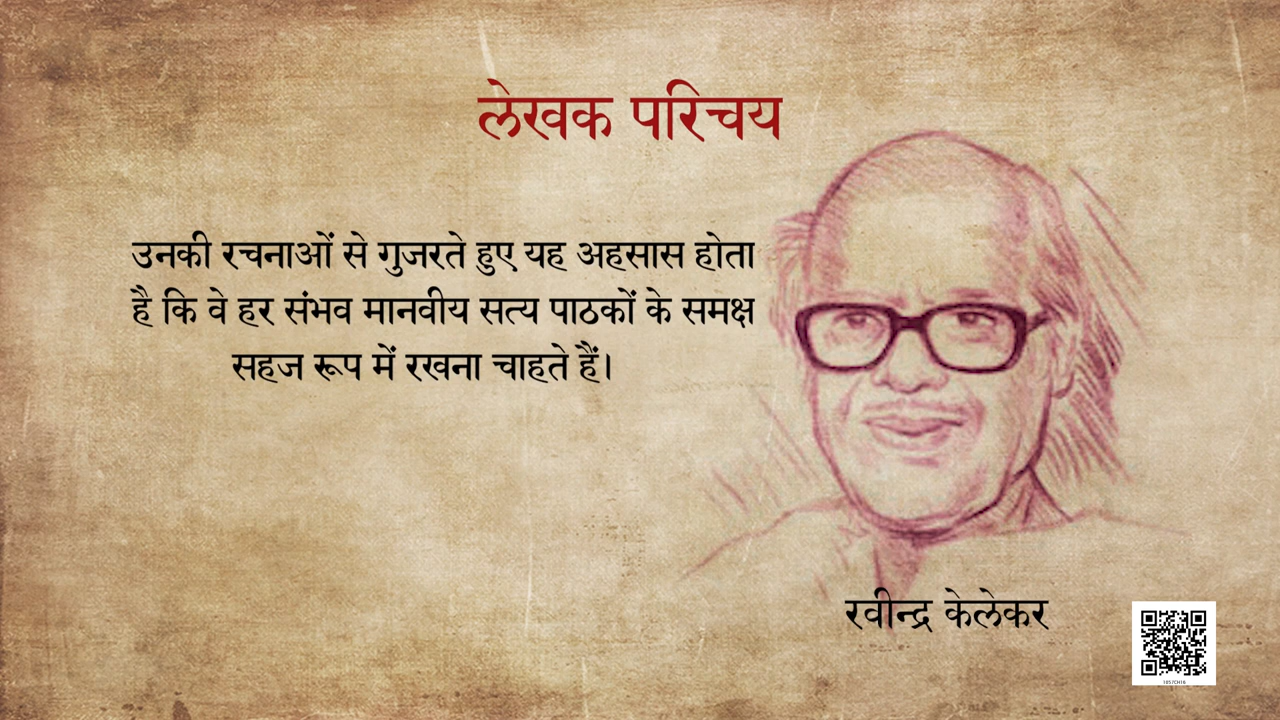 लेखक परिचय
उनकी रचनाओं से गुजरते हुए यह अहसास होता
है कि वे हर संभव मानवीय सत्य पाठकों के समक्ष
सहज रूप में रखना चाहते हैं।
रवीन्द्र केलेकर
1057CH16